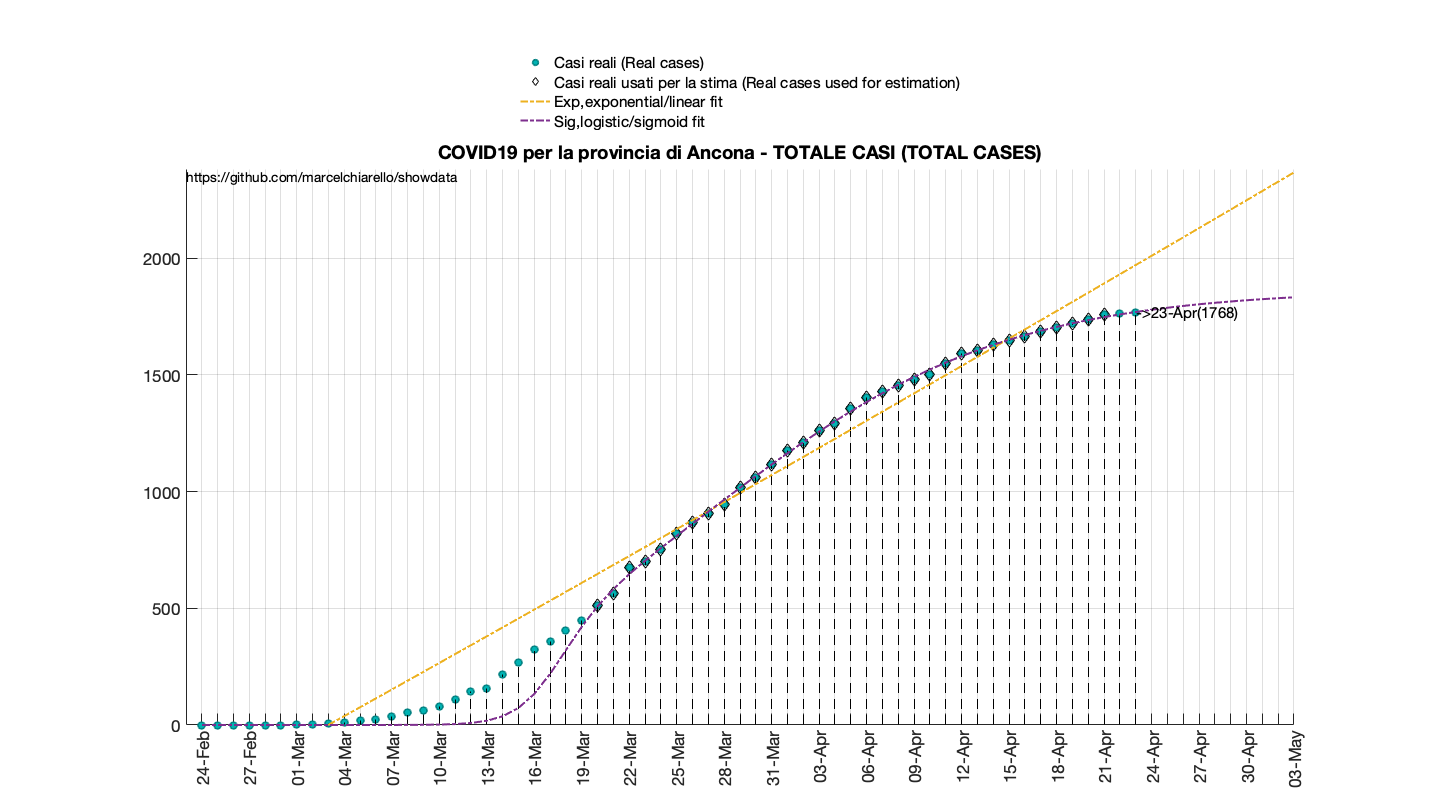 Casi reali (Real cases)
Casi reali usati per la stima (Real cases used for estimation)
Exp,exponential/linear fit
Sig,logistic/sigmoid fit
COVID19 per la provincia di Ancona - TOTALE CASI (TOTAL CASES)
https://github.com/marcelchiarello/showdata
2000
1500
1000
500
0
->23-Apr(1768)
24-Feb
27-Feb
01-Mar
04-Mar
07-Mar
10-Mar
13-Mar
16-Mar
19-Mar
22-Mar
25-Mar
28-Mar
31-Mar
03-Apr
06-Apr
09-Apr
12-Apr
15-Apr
18-Apr
21-Apr
24-Apr
27-Apr
30-Apr
03-May